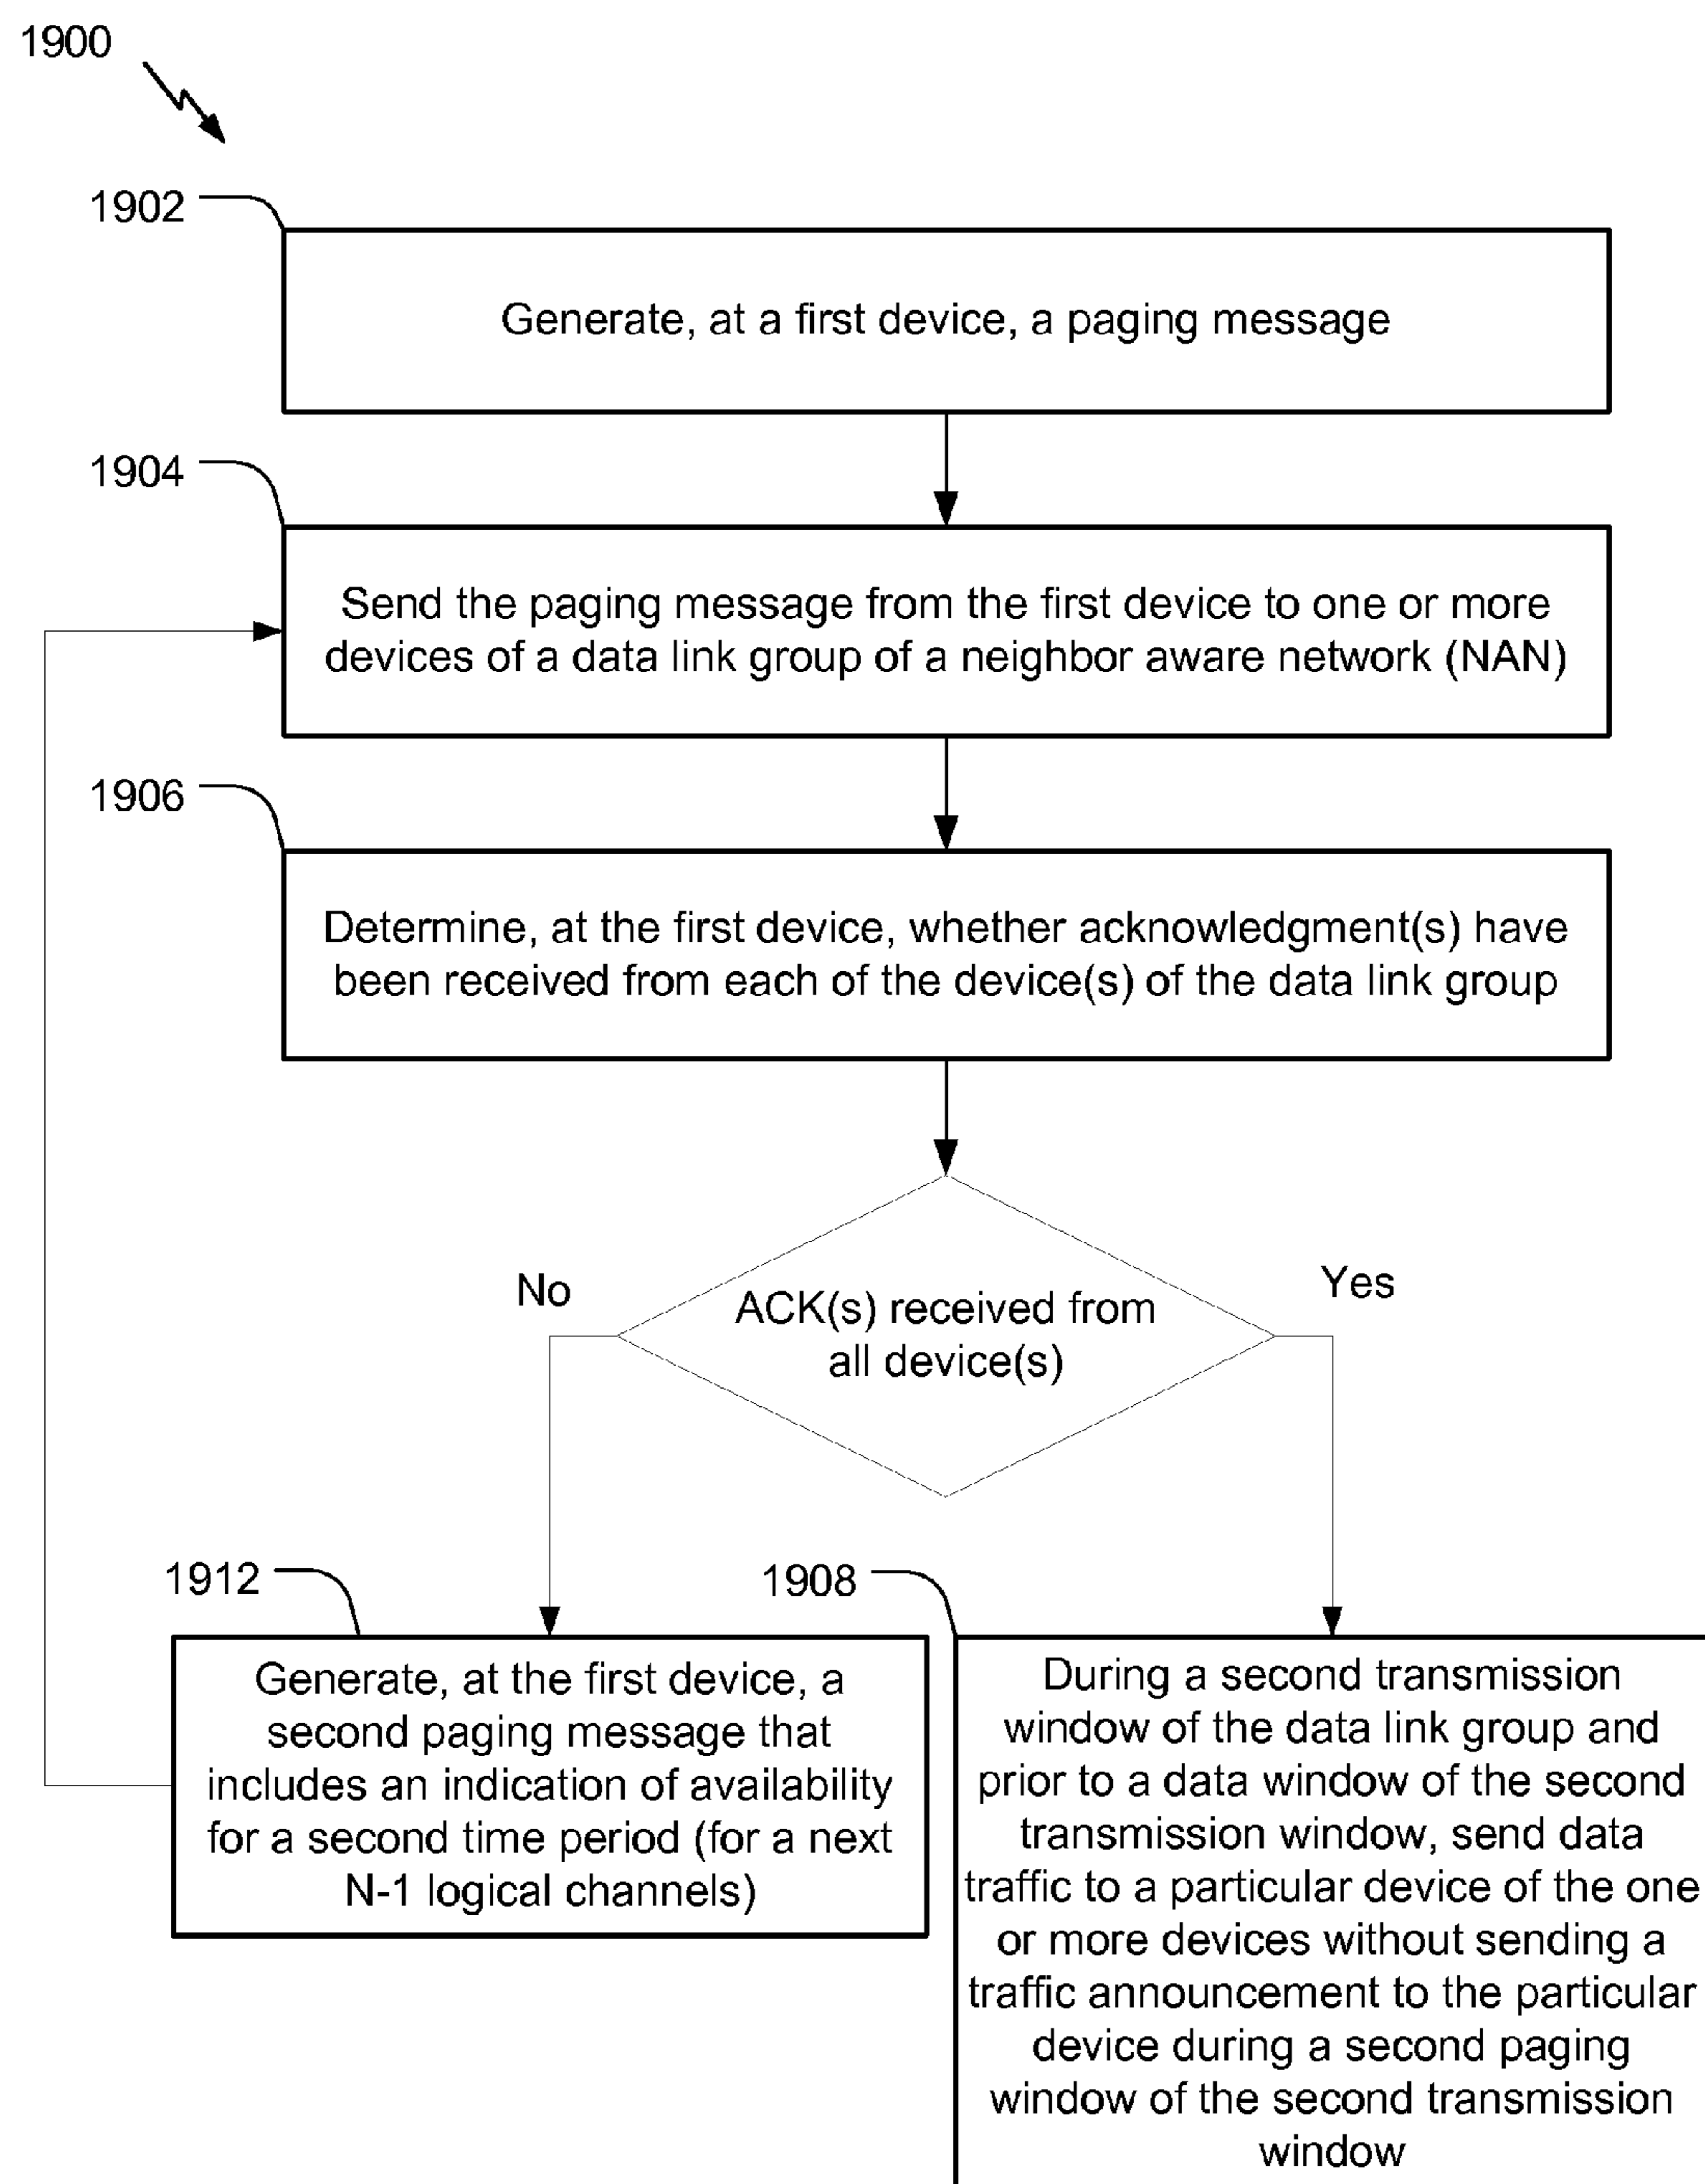 1900
1902
Generate, at a first device, a paging message
1904
Send the paging message from the first device to one or more
devices of a data link group of a neighbor aware network (NAN)
1906
Determine, at the first device, whether acknowledgment(s) have
been received from each of the device(s) of the data link group
No
Yes
ACK(s) received from
all device(s)
1912
Generate, at the first device, a
second paging message that
includes an indication of availability
for a second time period (for a next
N-1 logical channels)
1908
During a second transmission
window of the data link group and
prior to a data window of the second
transmission window, send data
traffic to a particular device of the one
or more devices without sending a
traffic announcement to the particular
device during a second paging
window of the second transmission
window